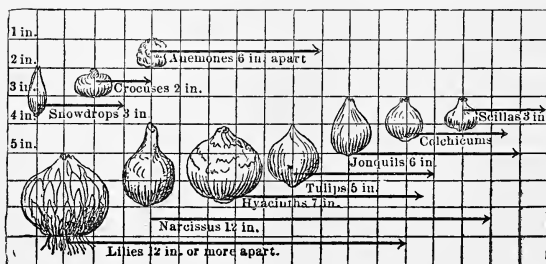 1 in.
Anemones 6 in. apart
2 in.
3 in.
Crocuses 2 in.
Snowdrops 3 in
4 in.
Scillas 3 in
Colchicums
5 in.
Jonquils 6 in.
Tulips 5 in.
Hyacinths 7 in.
Narcissus 12 in.
Lilies 12 in. or more apart.